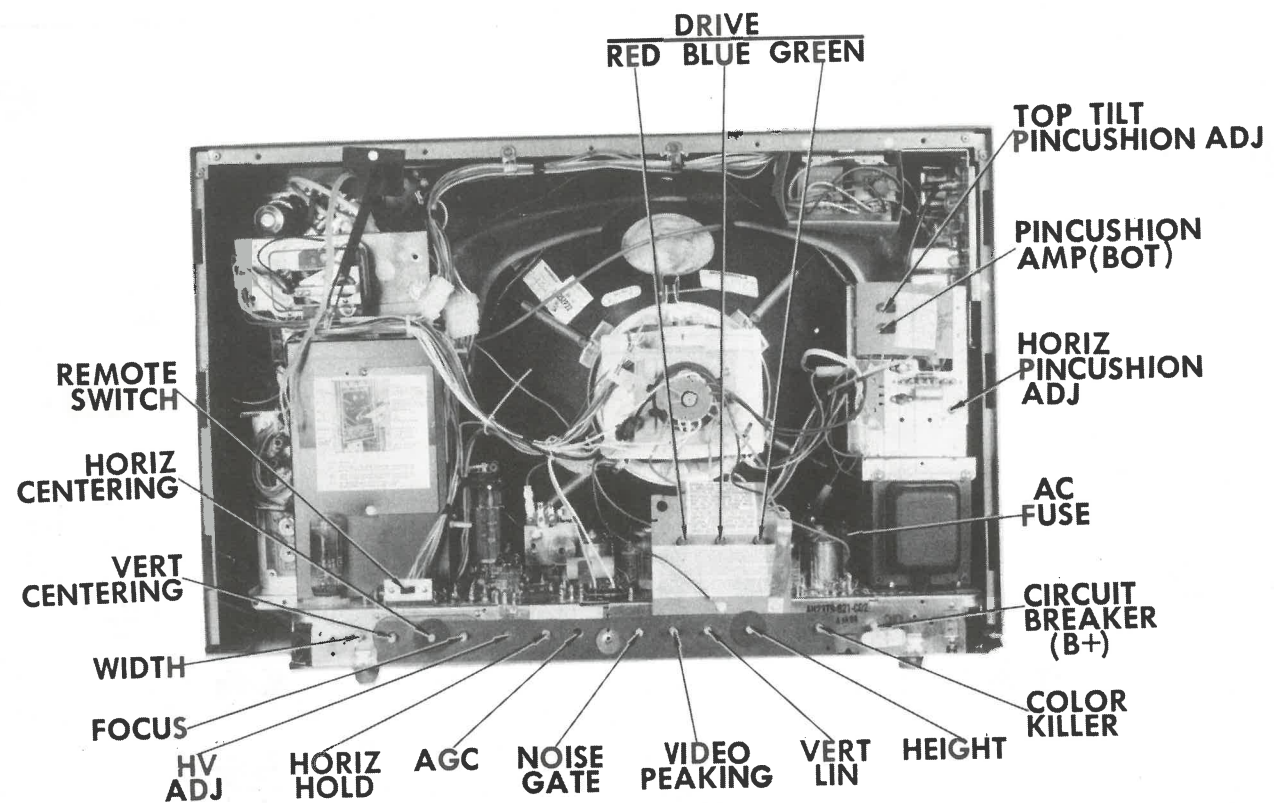 DRIVE
RED BLUE GREEN
TOP TILT
PINCUSHION ADJ
PINCUSHION
AMP(BOT)
HORIZ
PINCUSHION
ADJ
REMOTE
SWITCH
HORIZ
CENTERING
AC
FUSE
VERT
CENTERING
CIRCUIT
BREAKER
(B+)
WIDTH
COLOR
KILLER
FOCUS
HV
ADJ
HORIZ
HOLD
AGC
NOISE
GATE
VIDEO
PEAKING
VERT
LIN
HEIGHT